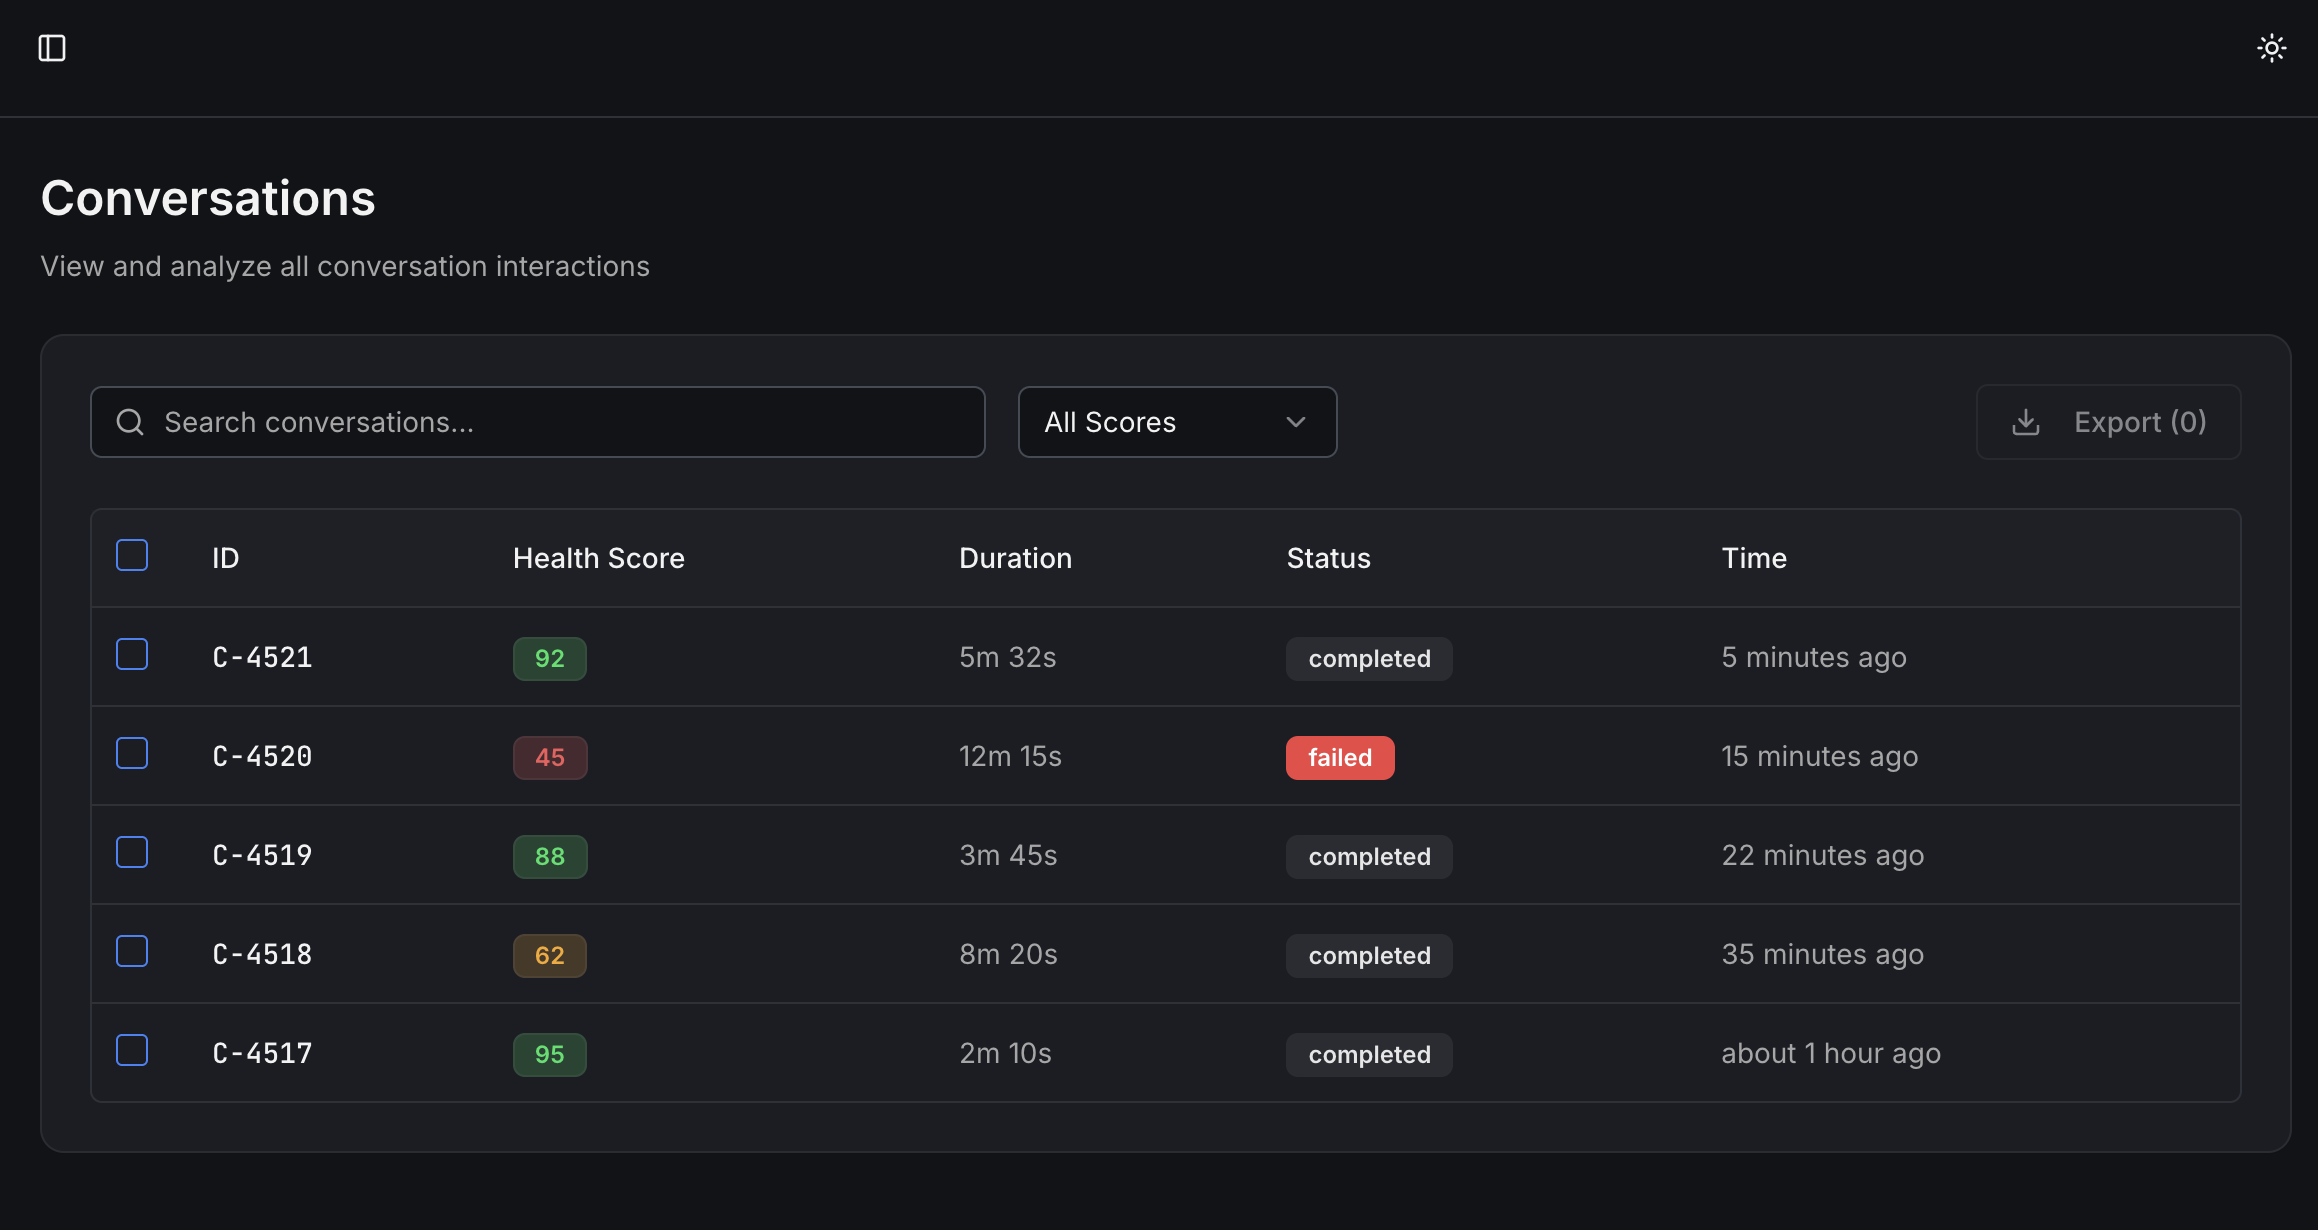 Conversations
View and analyze all conversation interactions
Search conversations...
All Scores
Export (0)
ID Health Score Duration Status Time
C-4521 92 5m 32s completed 5 minutes ago
C-4520 45 12m 15s failed 15 minutes ago
C-4519 88 3m 45s completed 22 minutes ago
C-4518 62 8m 20s completed 35 minutes ago
C-4517 95 2m 10s completed about 1 hour ago